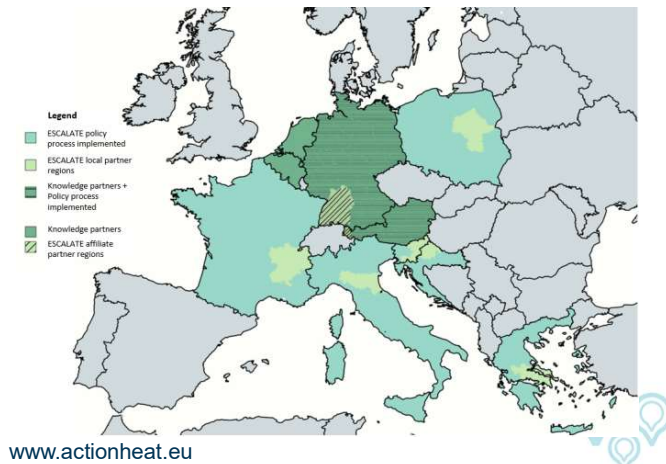 Legend
ESCALATE policy
process implemented
ESCALATE local partner
regions
Knowledge partners +
Policy process
implemented
Knowledge partners
ESCALATE affiliate
partner regions
www.actionheat.eu